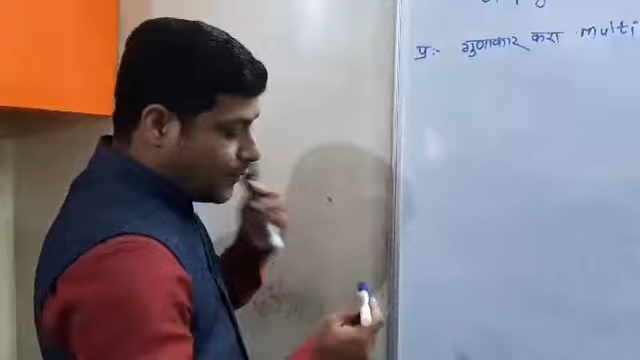 प्र:- गुणाकार करा . multi